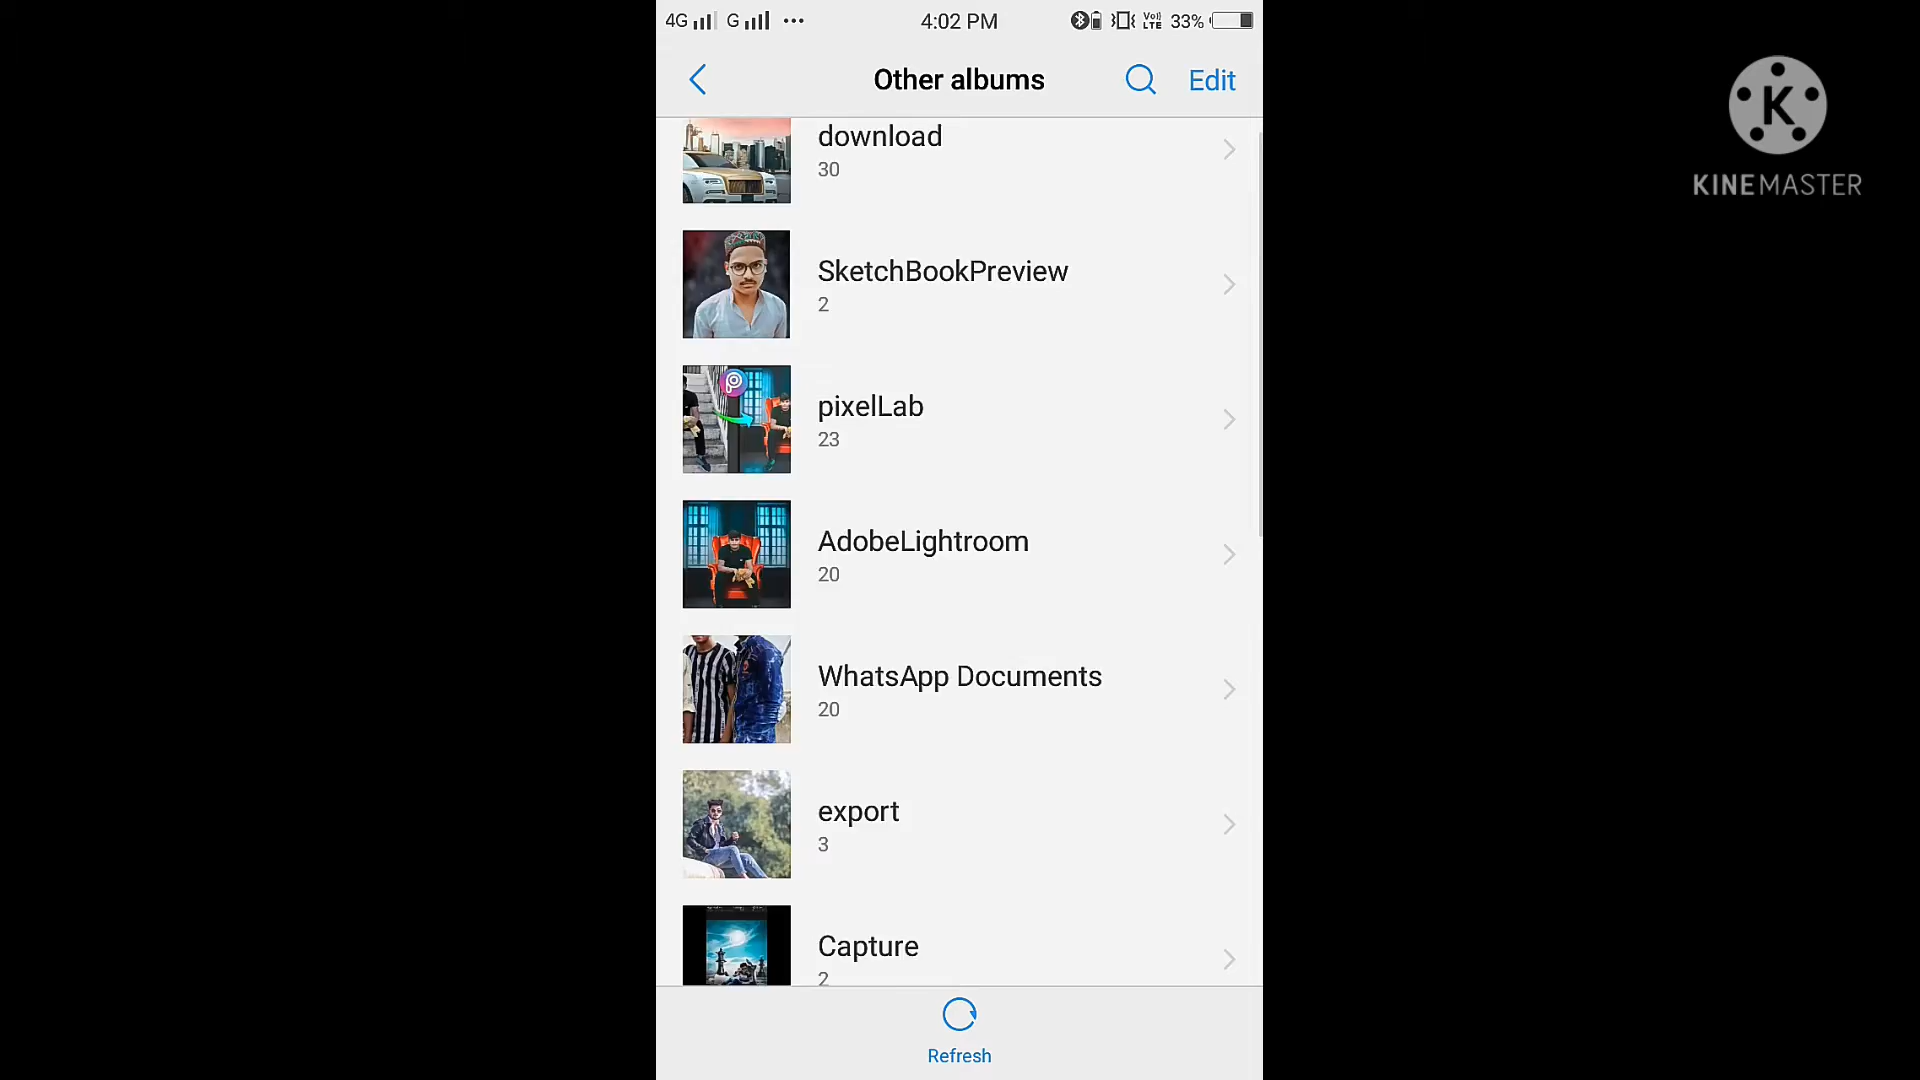 4G G ... 4:02 PM VoLTE 33%
Other albums
Edit
KINEMASTER
download
30
SketchBookPreview
2
pixelLab
23
AdobeLightroom
20
WhatsApp Documents
20
export
3
Capture
2
Refresh